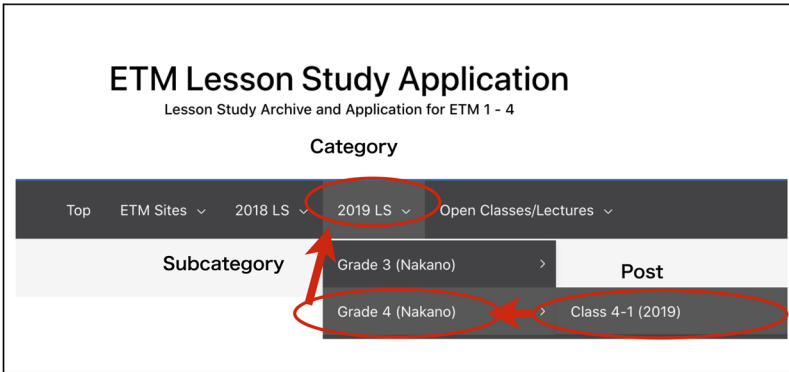 ETM Lesson Study Application
Lesson Study Archive and Application for ETM 1 - 4
Category
Top ETM Sites 2018 LS 2019 LS Open Classes/Lectures
Subcategory Grade 3 (Nakano) Post
Grade 4 (Nakano) Class 4-1 (2019)